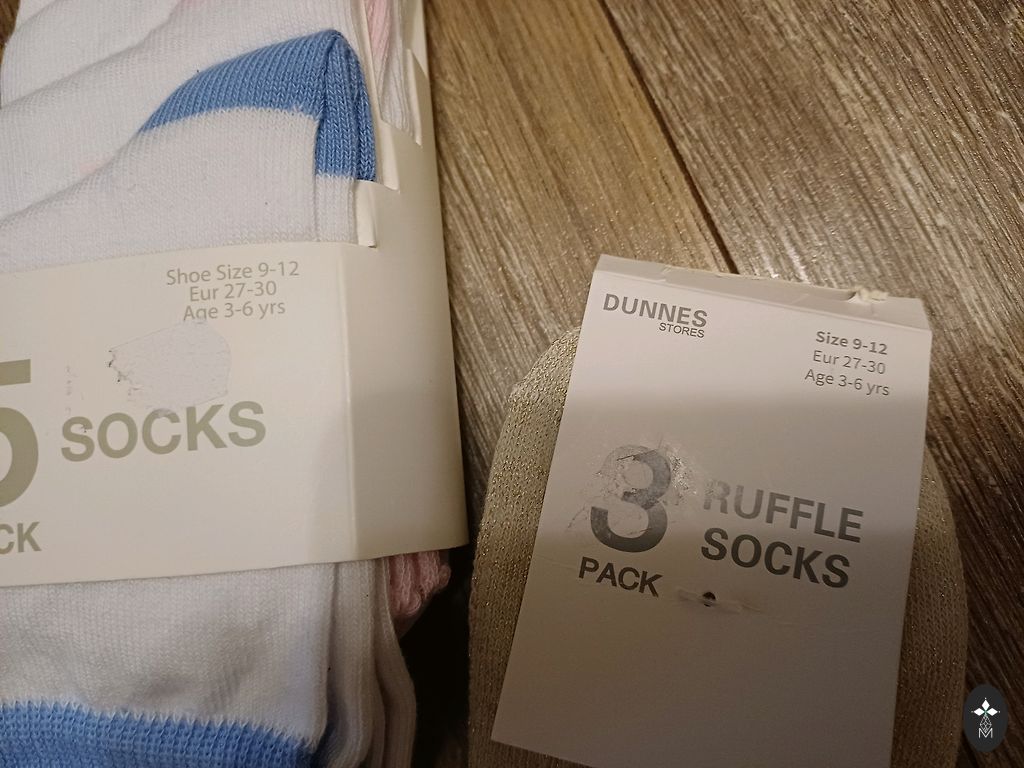 Shoe Size 9-12
Eur 27-30
Age 3-6 yrs
5
SOCKS
CK
DUNNES
STORES
Size 9-12
Eur 27-30
Age 3-6 yrs
3
RUFFLE
SOCKS
PACK
M